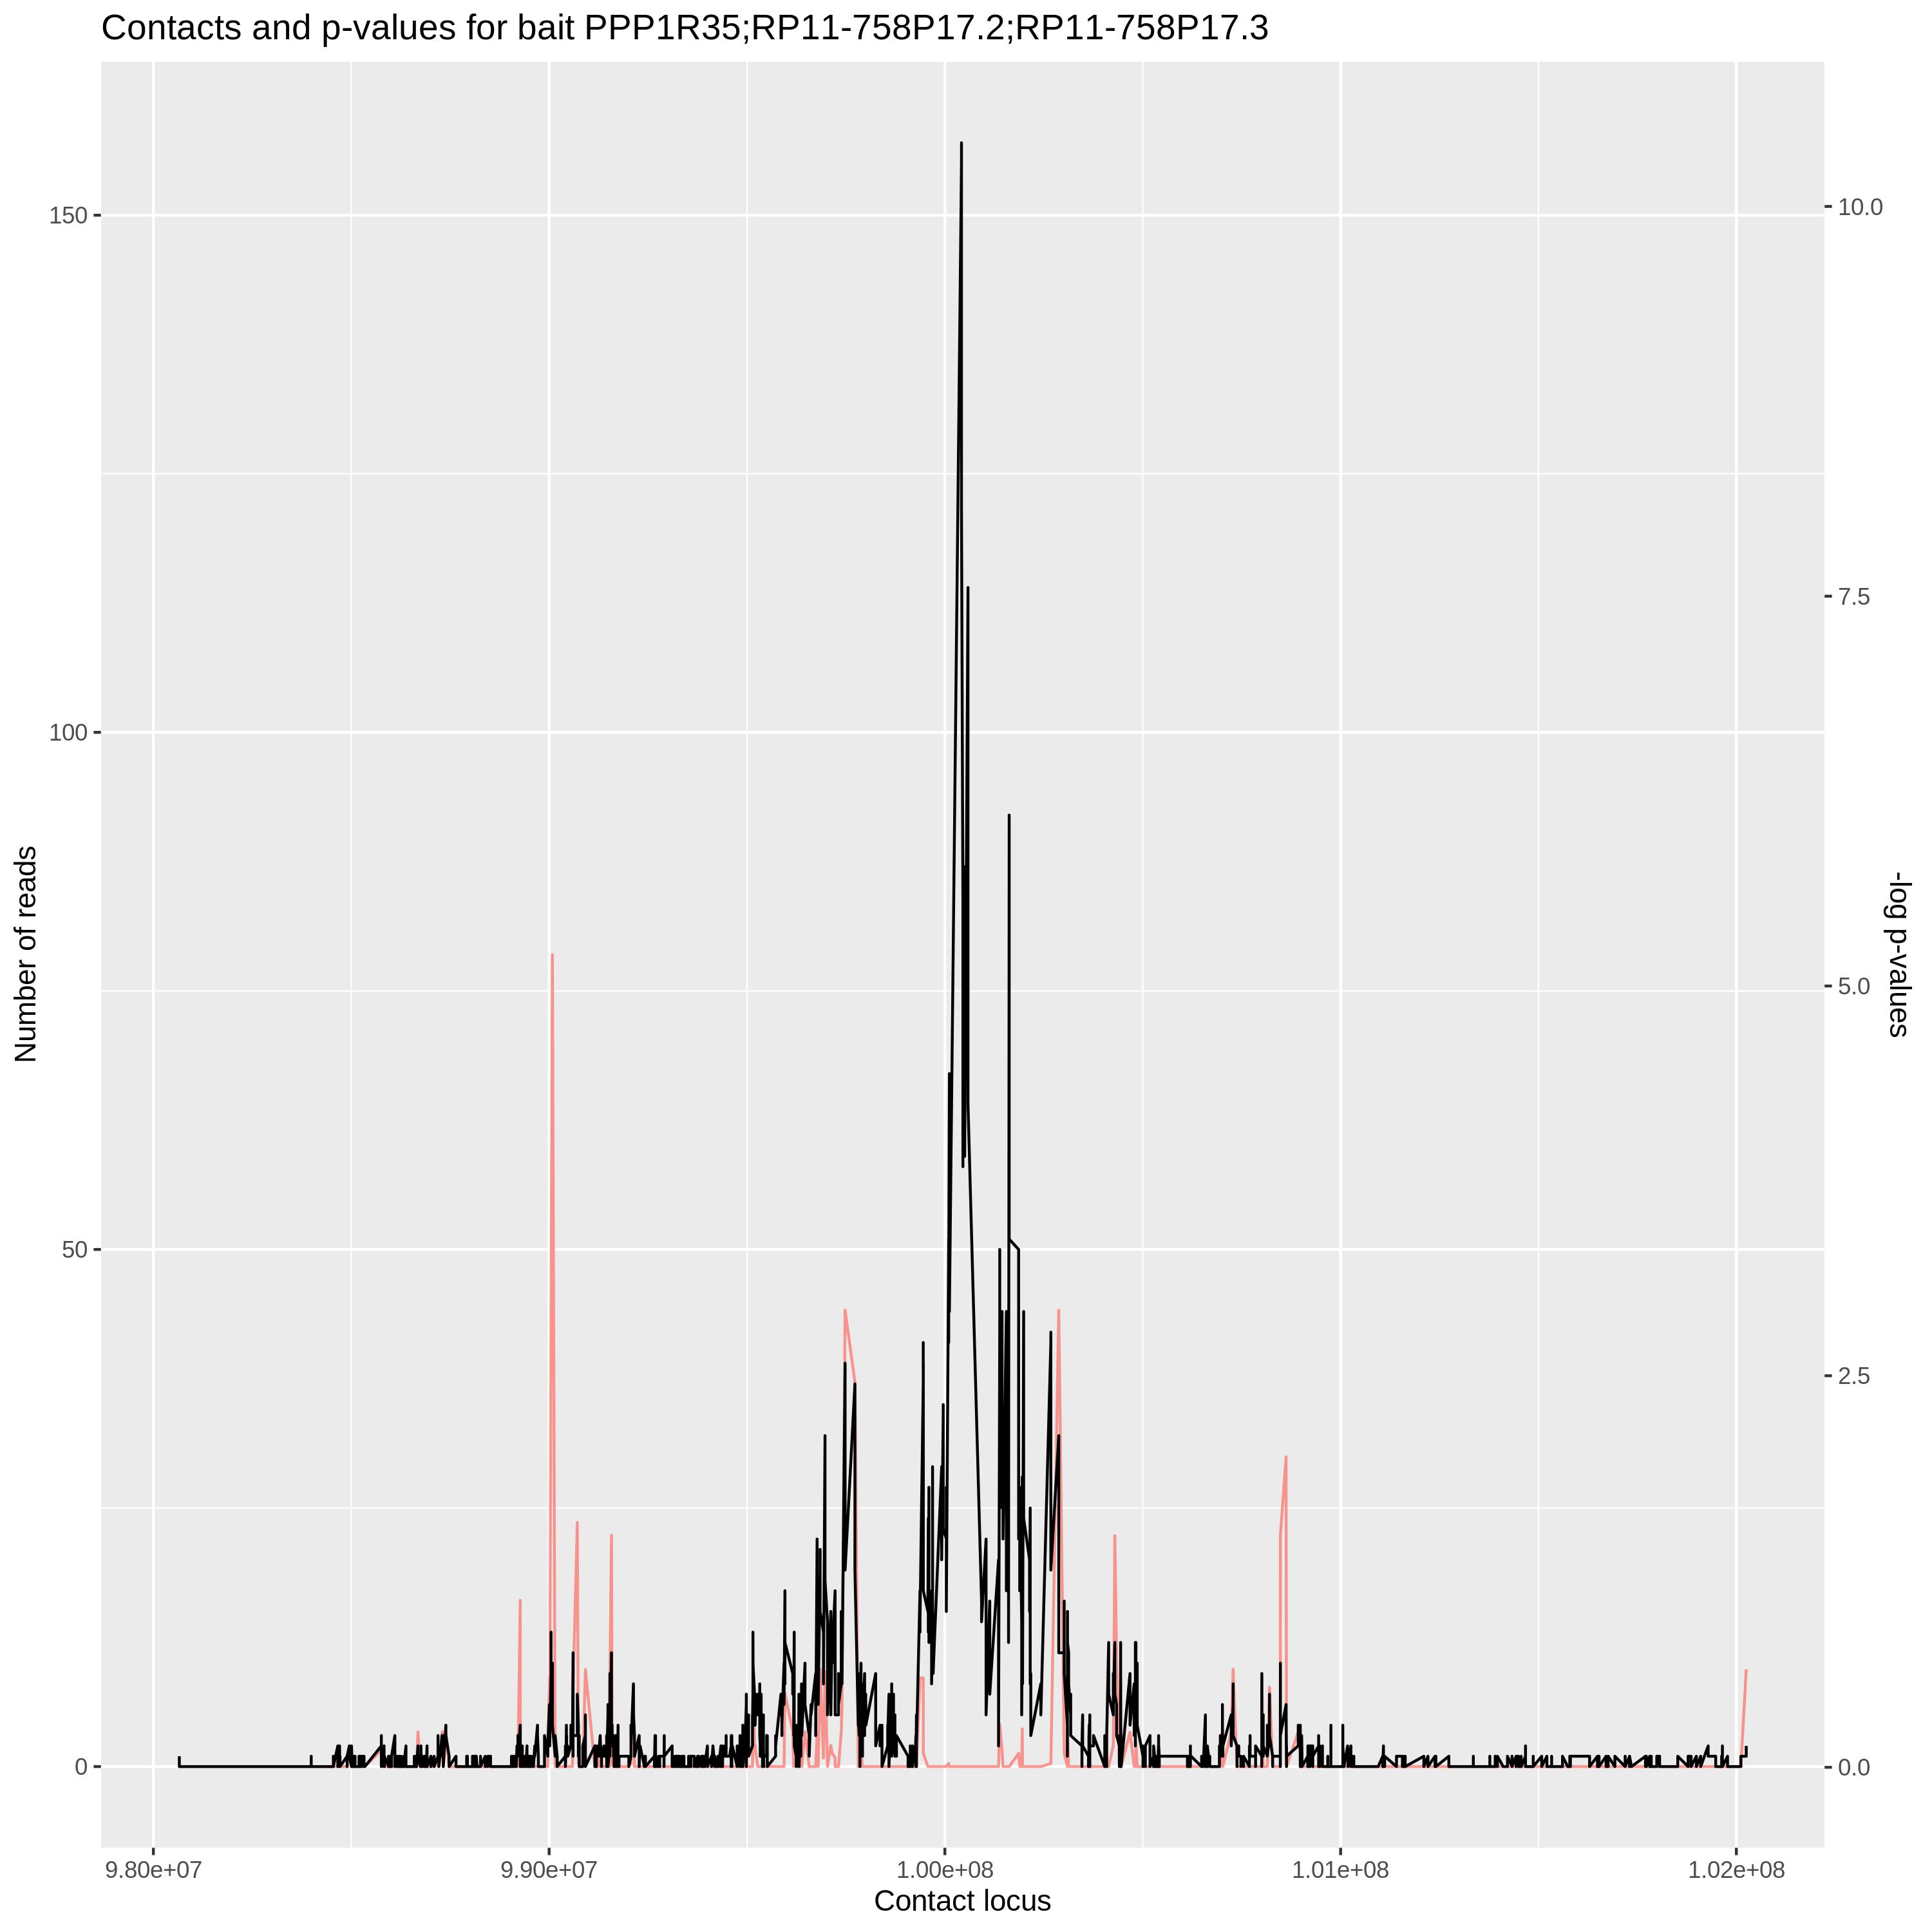 Contacts and p-values for bait PPP1R35;RP11-758P17.2;RP11-758P17.3
150
100
50
0
Number of reads
10.0
7.5
5.0
2.5
0.0
-log p-values
9.80e+07 9.90e+07 1.00e+08 1.01e+08 1.02e+08
Contact locus